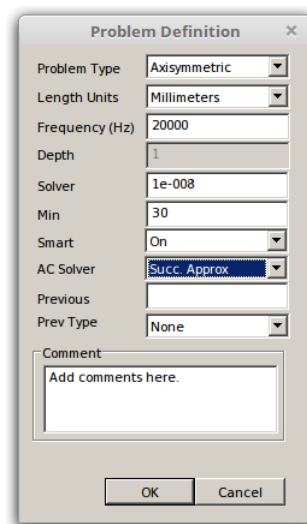 Problem Definition
Problem Type Axisymmetric
Length Units Millimeters
Frequency (Hz) 20000
Depth 1
Solver 1e-008
Min 30
Smart On
AC Solver Succ. Approx
Previous
Prev Type None
Comment
Add comments here.
OK Cancel